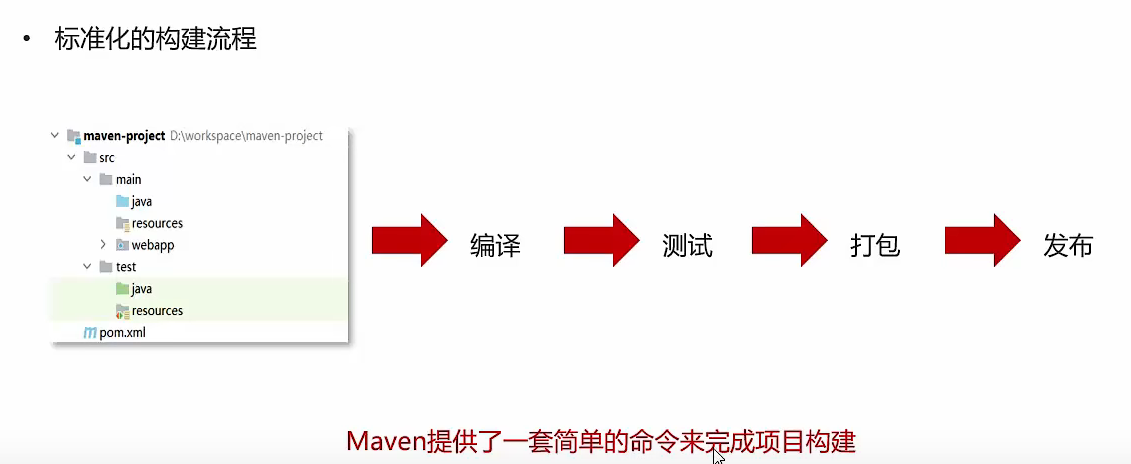 • 标准化的构建流程
maven-project D:\workspace\maven-project
src
main
java
resources
webapp
test
java
resources
pom.xml
编译 测试 打包 发布
Maven提供了一套简单的命令来完成项目构建